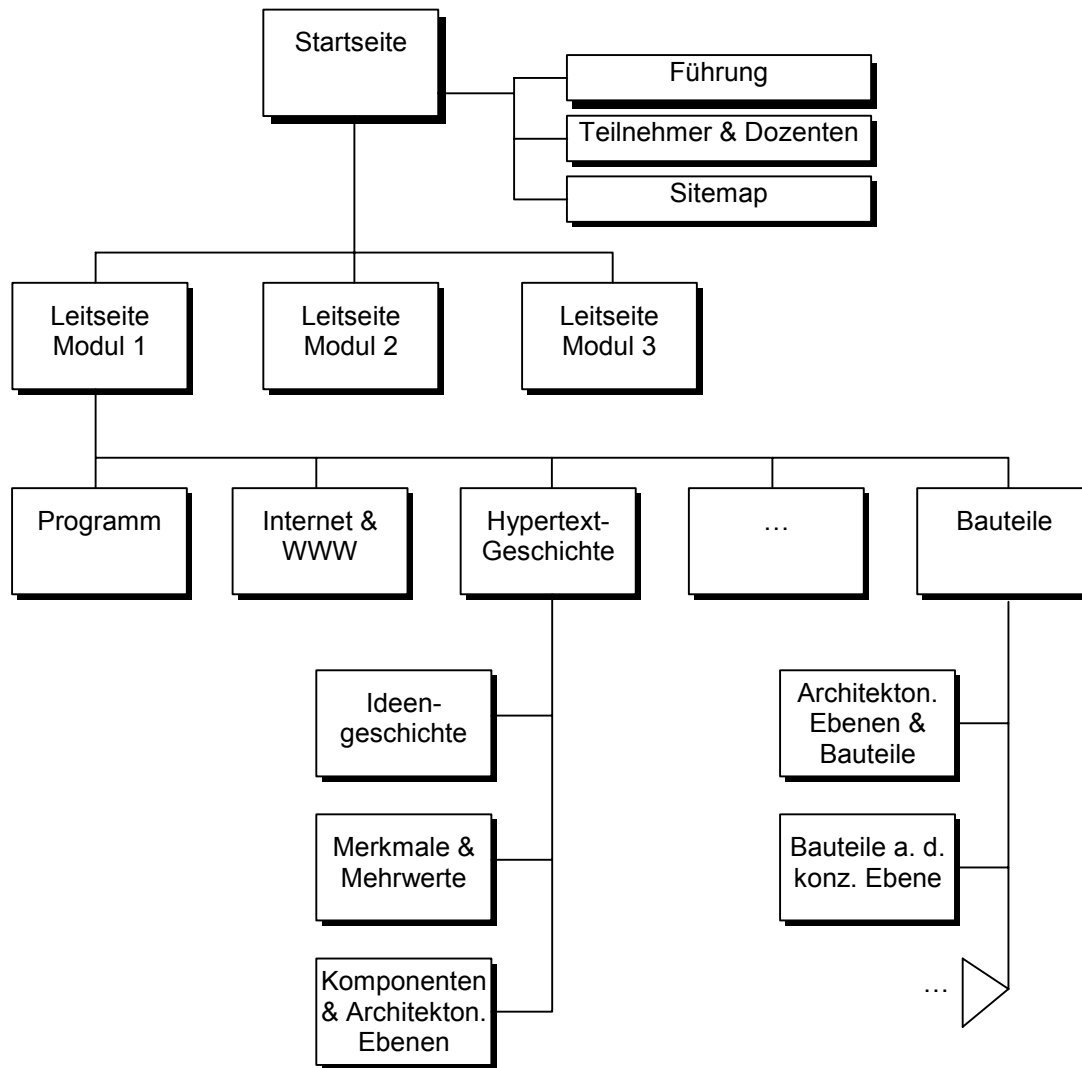 Startseite
Führung
Teilnehmer & Dozenten
Sitemap
Leitseite
Modul 1
Leitseite
Modul 2
Leitseite
Modul 3
Programm
Internet &
WWW
Hypertext-
Geschichte
…
Bauteile
Ideen-
geschichte
Merkmale &
Mehrwerte
Komponenten
& Architekton.
Ebenen
Architekton.
Ebenen &
Bauteile
Bauteile a. d.
konz. Ebene
…